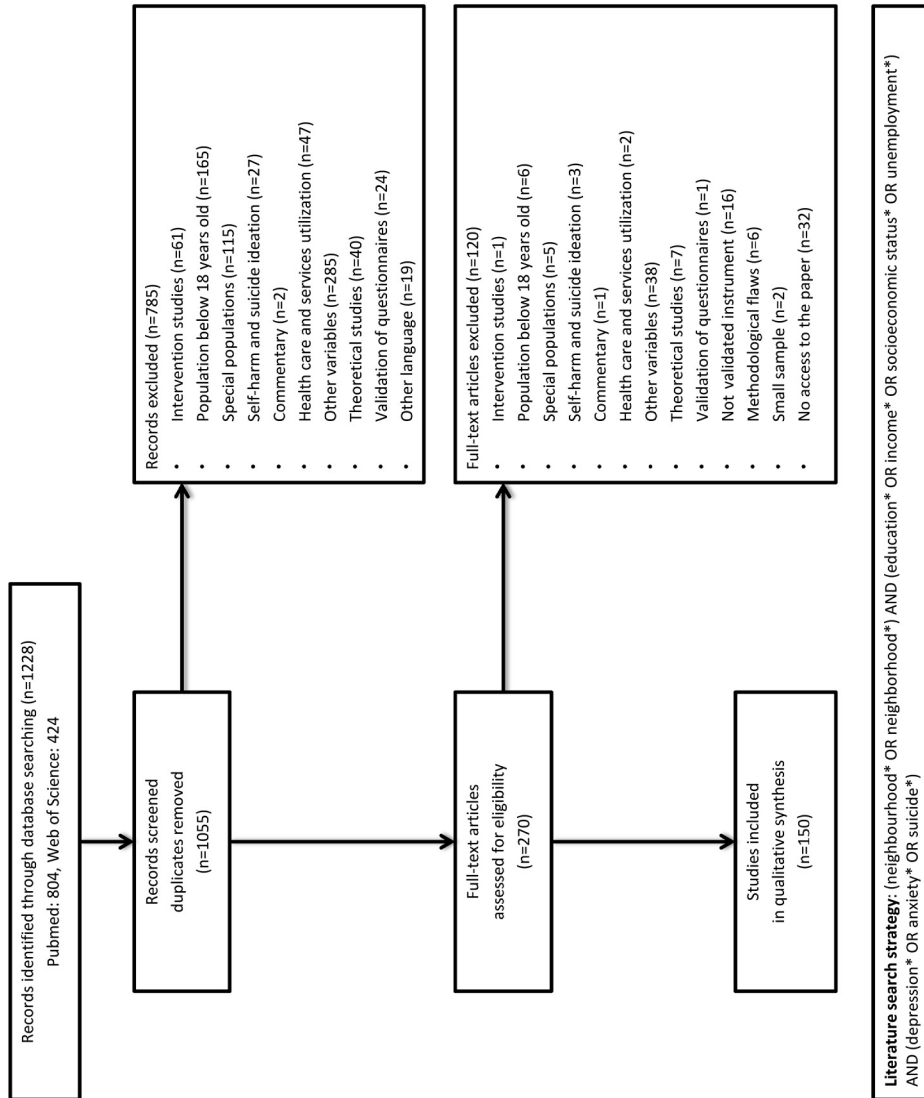 Records identified through database searching (n=1228)
Pubmed: 804, Web of Science: 424
Records screened
duplicates removed
(n=1055)
Records excluded (n=785)
• Intervention studies (n=61)
• Population below 18 years old (n=165)
• Special populations (n=115)
• Self-harm and suicide ideation (n=27)
• Commentary (n=2)
• Health care and services utilization (n=47)
• Other variables (n=285)
• Theoretical studies (n=40)
• Validation of questionnaires (n=24)
• Other language (n=19)
Full-text articles
assessed for eligibility
(n=270)
Full-text articles excluded (n=120)
• Intervention studies (n=1)
• Population below 18 years old (n=6)
• Special populations (n=5)
• Self-harm and suicide ideation (n=3)
• Commentary (n=1)
• Health care and services utilization (n=2)
• Other variables (n=38)
• Theoretical studies (n=7)
• Validation of questionnaires (n=1)
• Not validated instrument (n=16)
• Methodological flaws (n=6)
• Small sample (n=2)
• No access to the paper (n=32)
Studies included
in qualitative synthesis
(n=150)
Literature search strategy: (neighbourhood* OR neighborhood*) AND (education* OR income* OR socioeconomic status* OR unemployment*)
AND (depression* OR anxiety* OR suicide*)